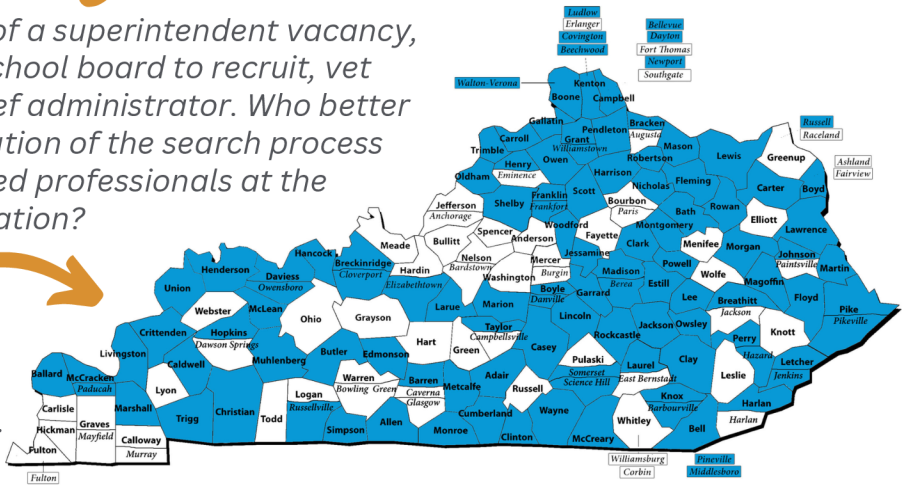 of a superintendent vacancy,
chool board to recruit, vet
ef administrator. Who better
ation of the search process
ed professionals at the
ation?
Ludlow
Erlanger
Covington
Beechwood
Bellevue
Dayton
Fort Thomas
Newport
Southgate
Walton-Verona
Kenton
Boone
Campbell
Gallatin
Pendleton
Bracken
Augusta
Russell
Raceland
Carroll
Grant
Williamstown
Mason
Trimble
Owen
Robertson
Lewis
Greenup
Ashland
Fairview
Henry
Eminence
Harrison
Oldham
Nicholas
Fleming
Carter
Boyd
Shelby
Franklin
Frankfort
Scott
Bourbon
Paris
Bath
Rowan
Elliott
Jefferson
Anchorage
Spencer
Anderson
Woodford
Fayette
Montgomery
Lawrence
Meade
Bullitt
Jessamine
Clark
Menifee
Morgan
Hancock
Breckinridge
Cloverport
Hardin
Elizabethtown
Nelson
Bardstown
Washington
Mercer
Burgin
Madison
Berea
Powell
Wolfe
Johnson
Paintsville
Martin
Henderson
Daviess
Owensboro
Union
Boyle
Danville
Garrard
Estill
Lee
Magoffin
Floyd
Webster
McLean
Ohio
Grayson
Larue
Marion
Lincoln
Breathitt
Jackson
Pike
Pikeville
Crittenden
Hopkins
Dawson Springs
Taylor
Campbellsville
Rockcastle
Jackson
Owsley
Perry
Hazard
Knott
Livingston
Caldwell
Muhlenberg
Butler
Edmonson
Hart
Green
Casey
Pulaski
Somerset
Science Hill
Laurel
East Bernstadt
Clay
Leslie
Letcher
Jenkins
Ballard
McCracken
Paducah
Lyon
Warren
Bowling Green
Barren
Caverna
Glasgow
Metcalfe
Adair
Russell
Knox
Barbourville
Harlan
Harlan
Carlisle
Marshall
Trigg
Christian
Todd
Logan
Russellville
Simpson
Allen
Monroe
Cumberland
Clinton
Wayne
McCreary
Whitley
Bell
Hickman
Graves
Mayfield
Calloway
Murray
Fulton
Fulton
Williamsburg
Corbin
Pineville
Middlesboro